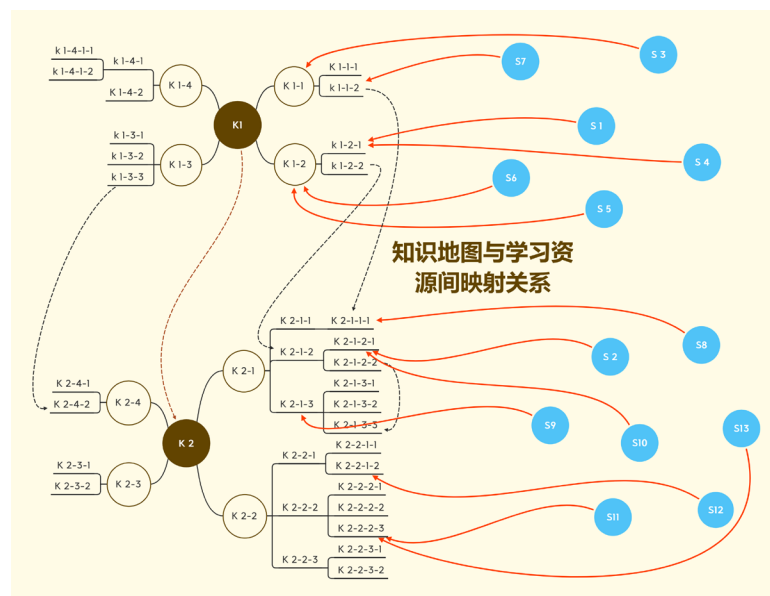 k 1-4-1-1
k 1-4-1-2
k 1-4-1
K 1-4-2
K 1-4
K1
K 1-1
K 1-1-1
k 1-1-2
S7
S 3
k 1-3-1
k 1-3-2
k 1-3-3
K 1-3
K 1-2
k 1-2-1
k 1-2-2
S 1
S 4
S6
S 5
知识地图与学习资
源间映射关系
K 2-4-1
K 2-4-2
K 2-4
K 2
K 2-3-1
K 2-3-2
K 2-3
K 2-1
K 2-1-1
K 2-1-1-1
K 2-1-2
K 2-1-2-1
K 2-1-2-2
K 2-1-3
K 2-1-3-1
K 2-1-3-2
K 2-1-3-3
K 2-2
K 2-2-1
K 2-2-1-1
K 2-2-1-2
K 2-2-2
K 2-2-2-1
K 2-2-2-2
K 2-2-2-3
K 2-2-3
K 2-2-3-1
K 2-2-3-2
S8
S 2
S9
S10
S13
S12
S11